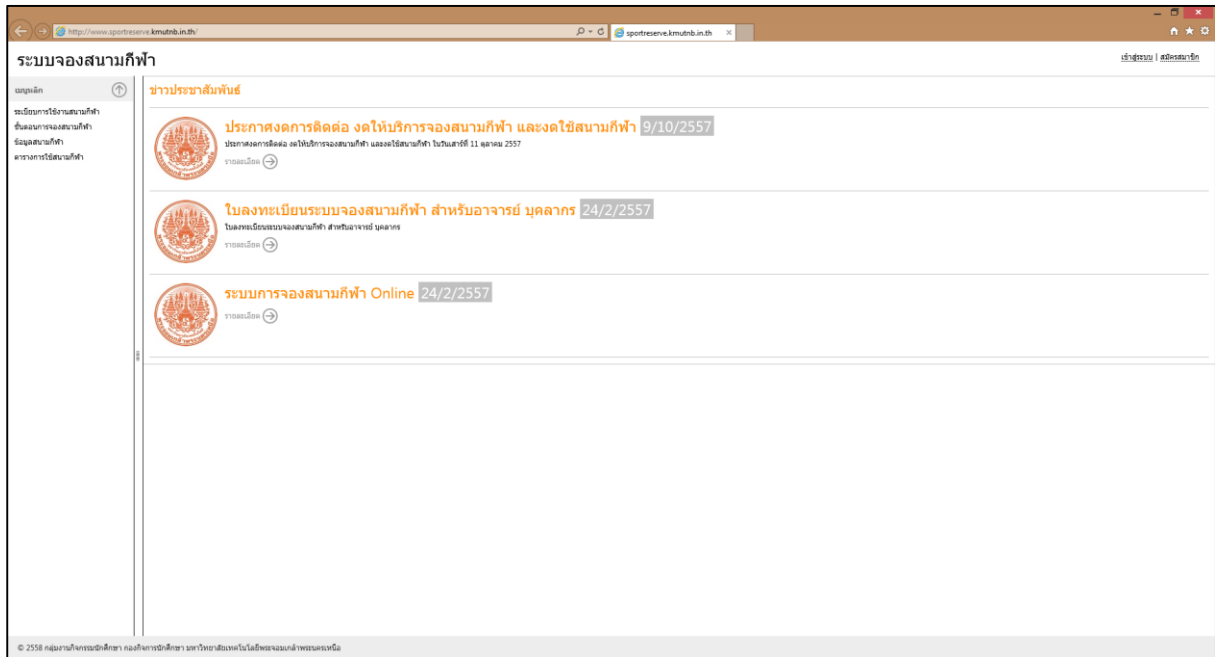 http://www.sportreserve.kmutnb.in.th/
sportreserve.kmutnb.in.th
ระบบจองสนามกีฬา
เข้าสู่ระบบ | สมัครสมาชิก
เมนูหลัก
ระเบียบการใช้งานสนามกีฬา
ขั้นตอนการจองสนามกีฬา
ข้อมูลสนามกีฬา
ตารางการใช้สนามกีฬา
ข่าวประชาสัมพันธ์
ประกาศงดการติดต่อ งดให้บริการจองสนามกีฬา และงดใช้สนามกีฬา 9/10/2557
ประกาศงดการติดต่อ งดให้บริการจองสนามกีฬา และงดใช้สนามกีฬา ในวันเสาร์ที่ 11 ตุลาคม 2557
รายละเอียด
ใบลงทะเบียนระบบจองสนามกีฬา สำหรับอาจารย์ บุคลากร 24/2/2557
ใบลงทะเบียนระบบจองสนามกีฬา สำหรับอาจารย์ บุคลากร
รายละเอียด
ระบบการจองสนามกีฬา Online 24/2/2557
รายละเอียด
© 2558 กลุ่มงานกิจกรรมนักศึกษา กองกิจการนักศึกษา มหาวิทยาลัยเทคโนโลยีพระจอมเกล้าพระนครเหนือ